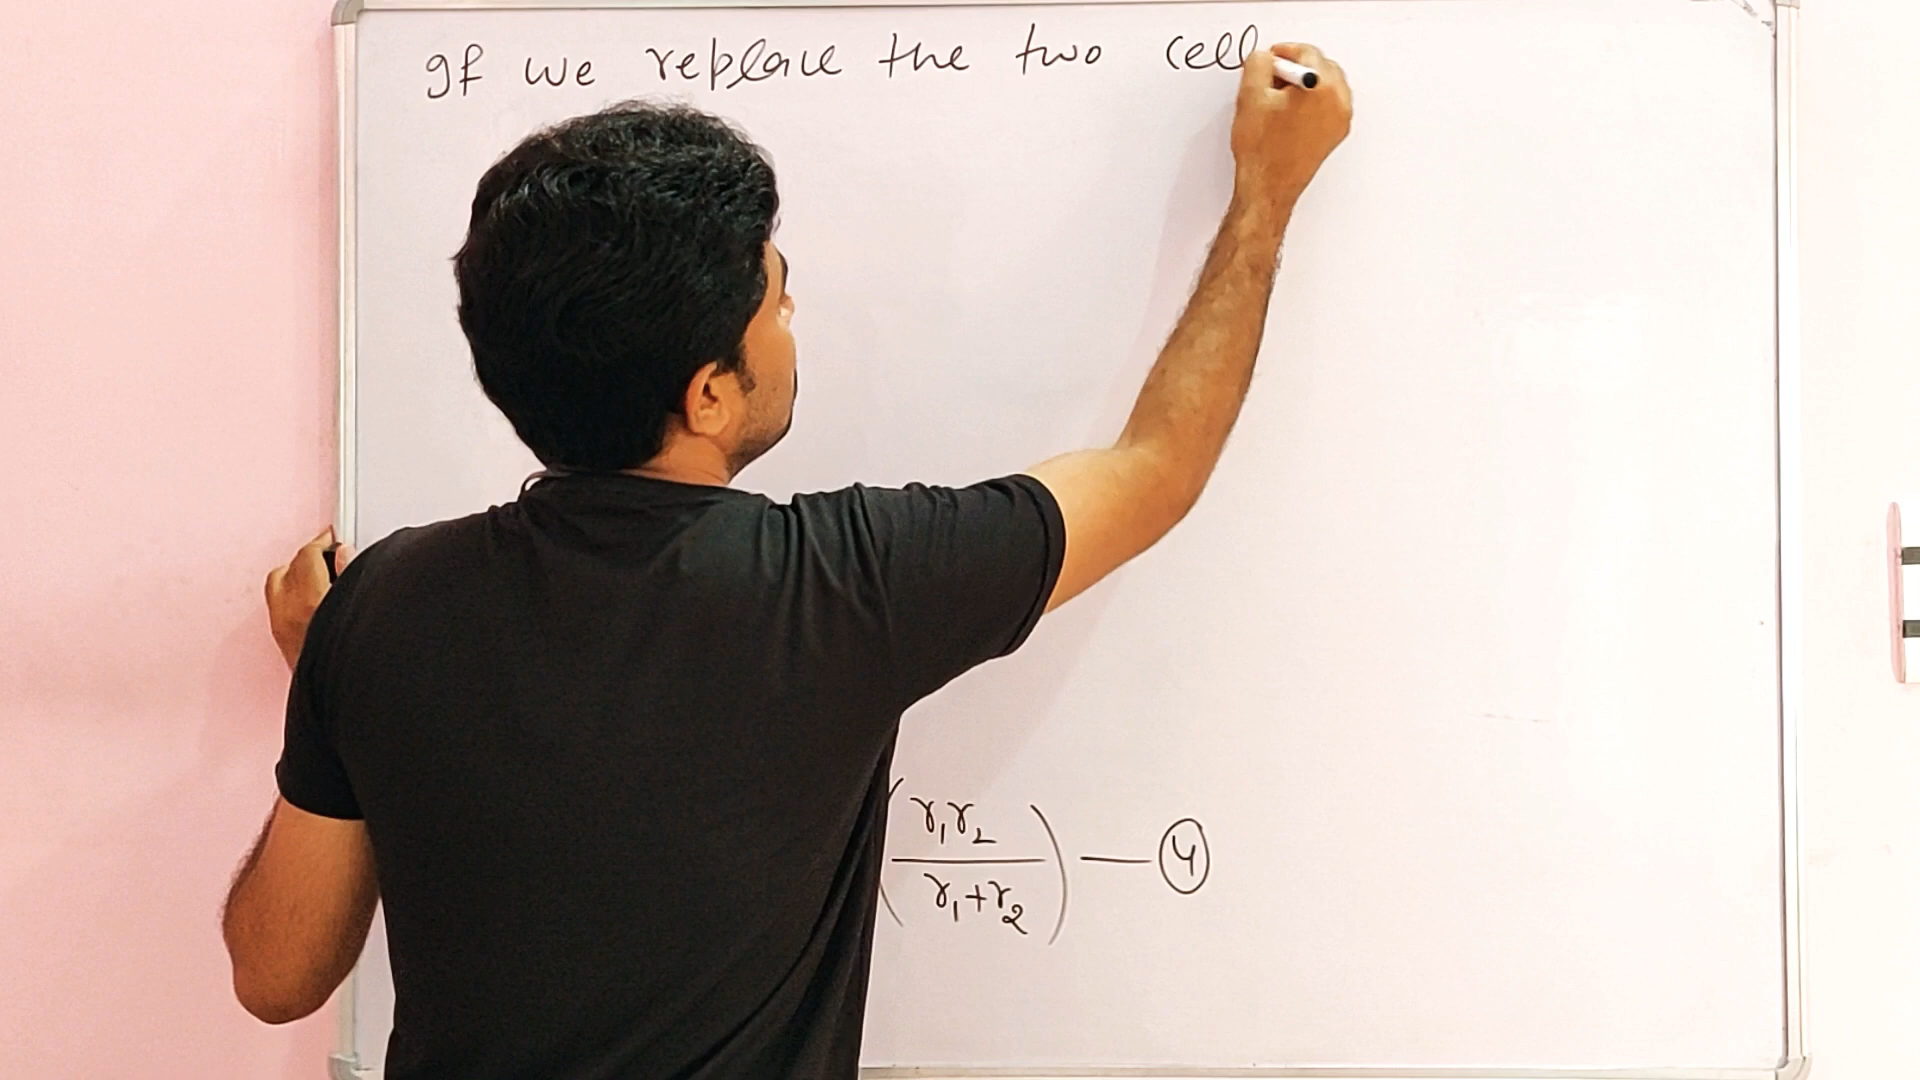 If we replace the two cell
(r₁r₂ / r₁+r₂) — ④